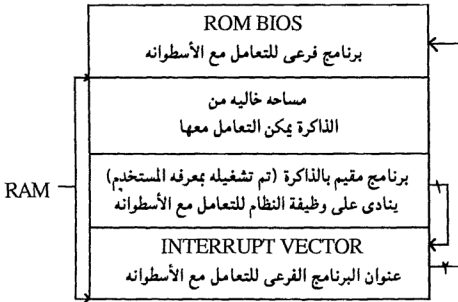 ROM BIOS
برنامج فرعى للتعامل مع الأسطوانه
مساحه خاليه من
الذاكرة يمكن التعامل معها
RAM
برنامج مقيم بالذاكرة (تم تشغيله بمعرفه المستخدم)
ينادى على وظيفة النظام للتعامل مع الأسطوانه
INTERRUPT VECTOR
عنوان البرنامج الفرعى للتعامل مع الأسطوانه